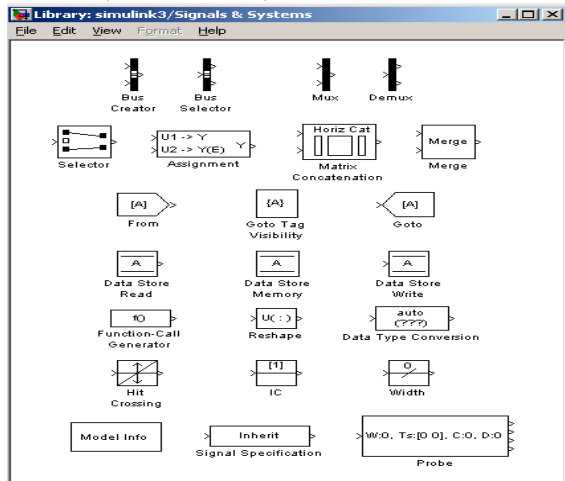 Library: simulink3/Signals & Systems
File Edit View Format Help
Bus Creator
Bus Selector
Mux
Demux
Selector
U1 -> Y
U2 -> Y(E)
Y
Assignment
Horiz Cat
Matrix Concatenation
Merge
Merge
[A]
From
{A}
Goto Tag Visibility
[A]
Goto
A
Data Store Read
A
Data Store Memory
A
Data Store Write
f()
Function-Call Generator
U( : )
Reshape
auto
(???)
Data Type Conversion
Hit Crossing
[1]
IC
0
Width
Model Info
Inherit
Signal Specification
W:0, Ts:[0 0], C:0, D:0
Probe